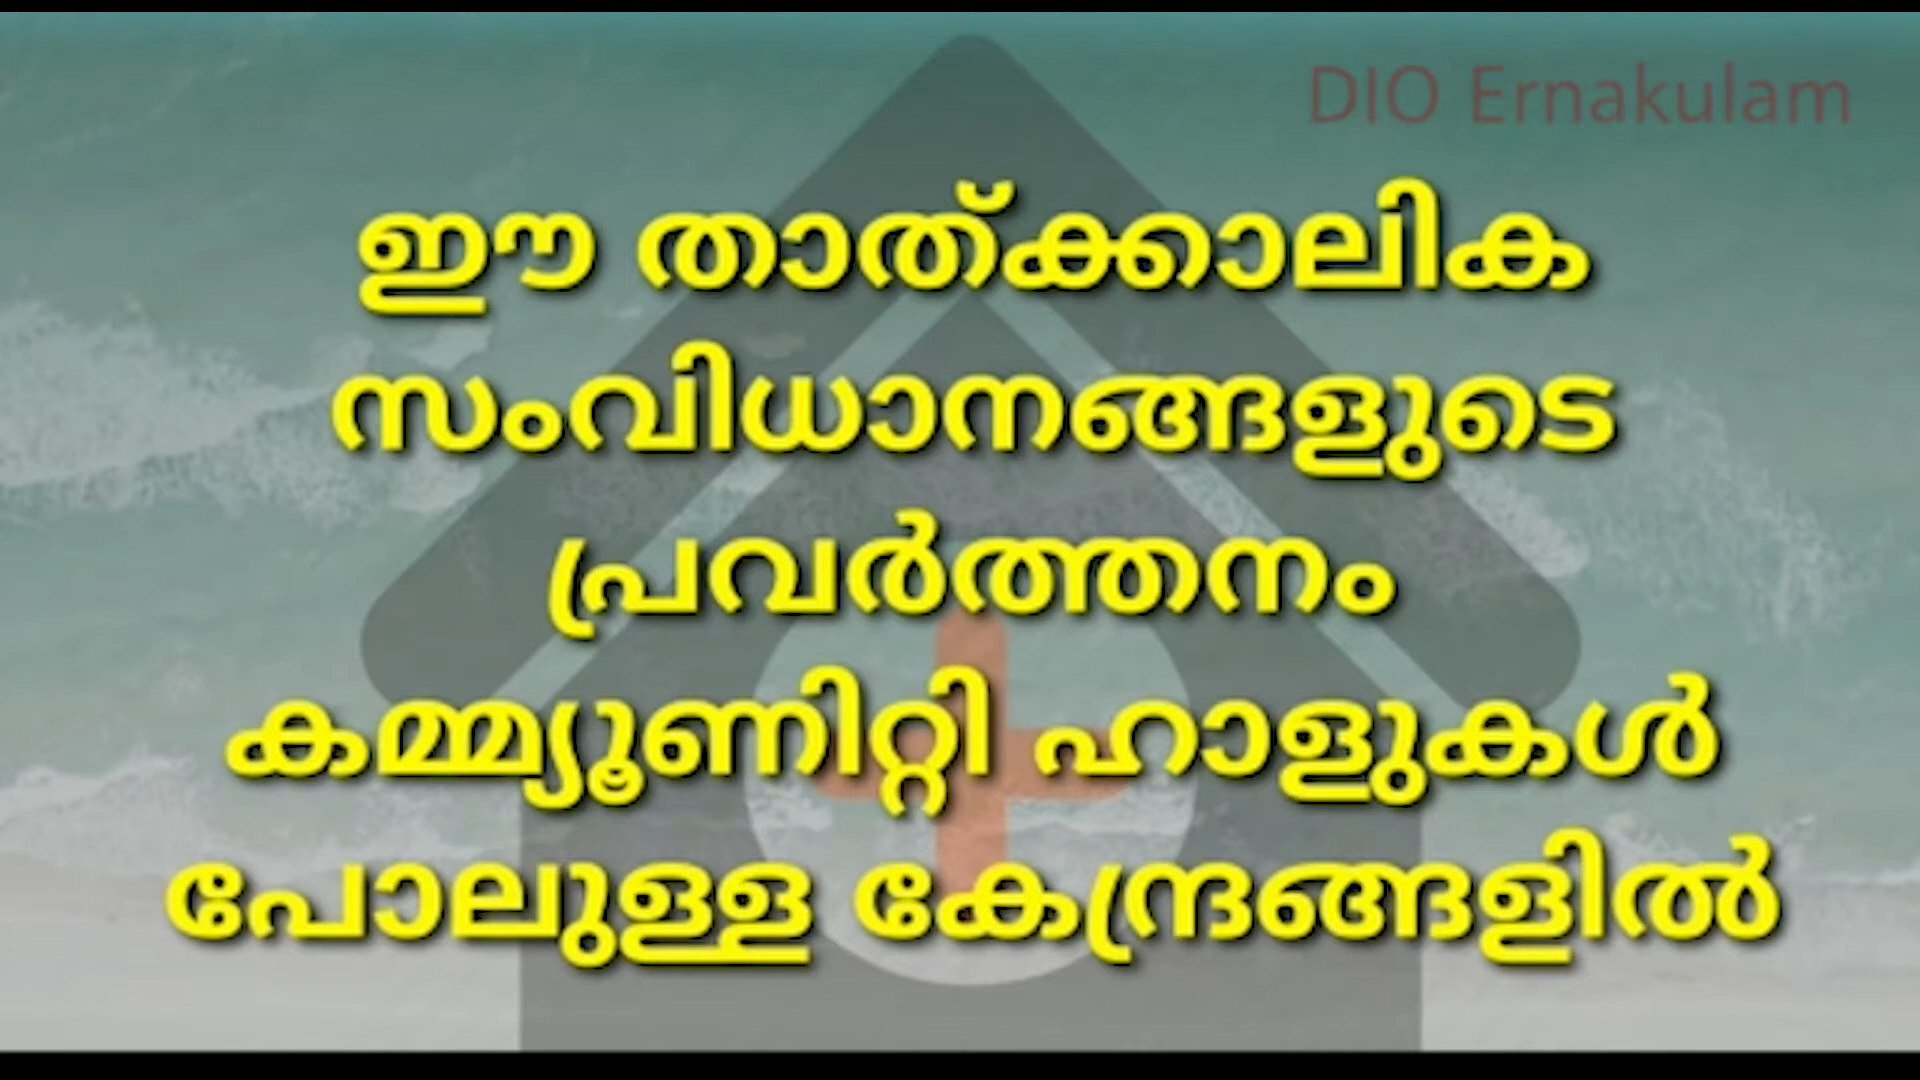 DIO Ernakulam
ഈ താത്ക്കാലിക
സംവിധാനങ്ങളുടെ
പ്രവർത്തനം
കമ്മ്യൂണിറ്റി ഹാളുകൾ
പോലുള്ള കേന്ദ്രങ്ങളിൽ